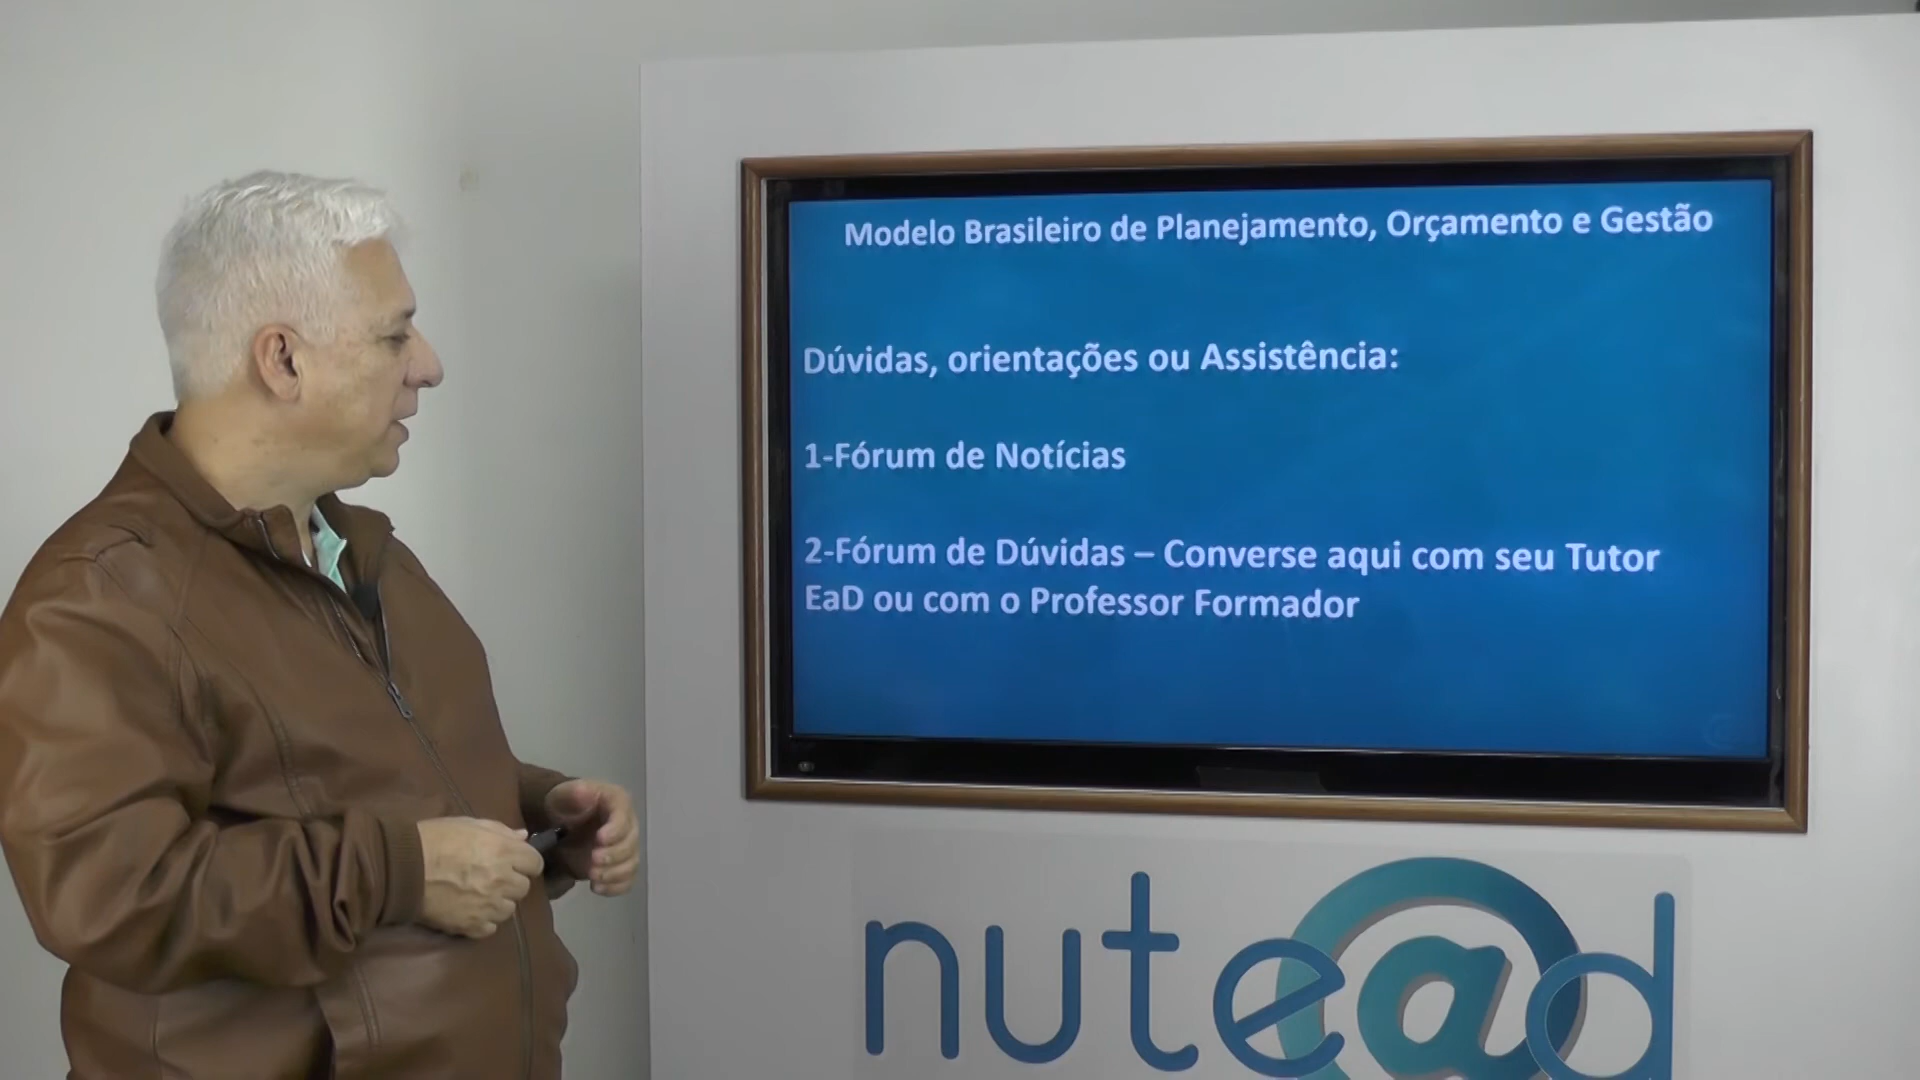 Modelo Brasileiro de Planejamento, Orçamento e Gestão
Dúvidas, orientações ou Assistência:
1-Fórum de Notícias
2-Fórum de Dúvidas – Converse aqui com seu Tutor
EaD ou com o Professor Formador
nute@d